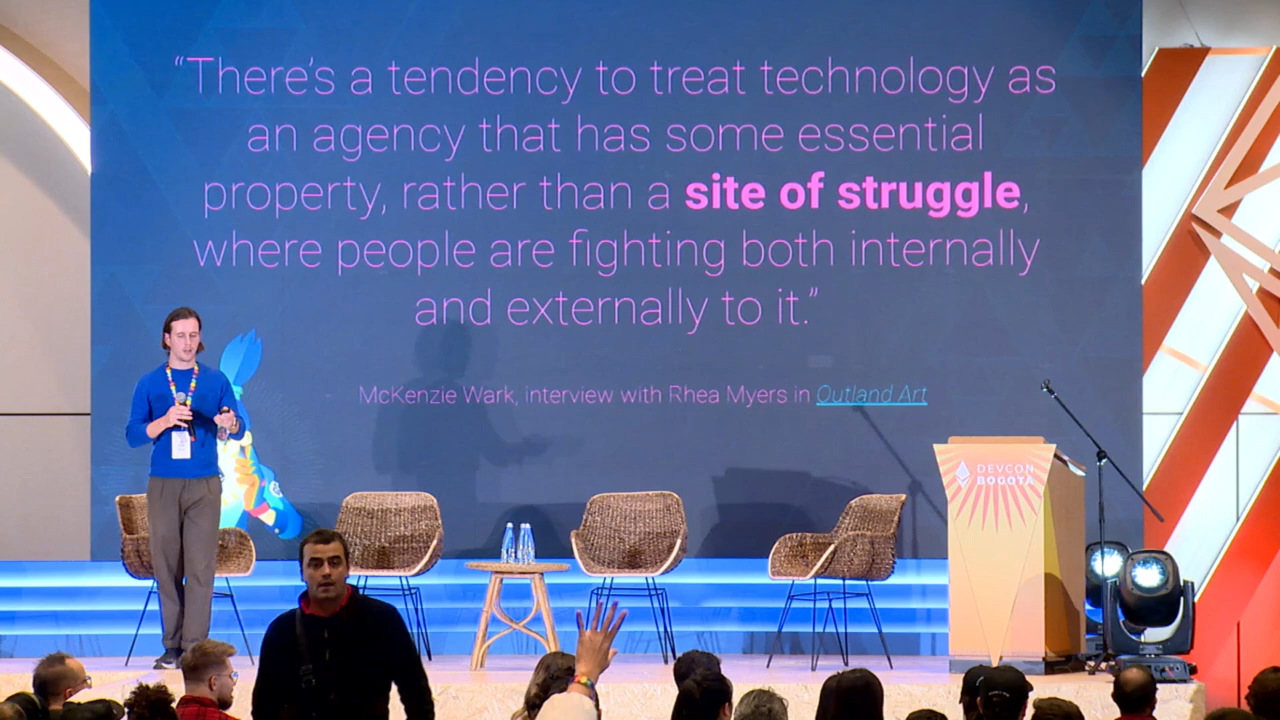 “There’s a tendency to treat technology as
an agency that has some essential
property, rather than a site of struggle,
where people are fighting both internally
and externally to it.”
McKenzie Wark, interview with Rhea Myers in Outland Art
DEVCON
BOGOTÁ